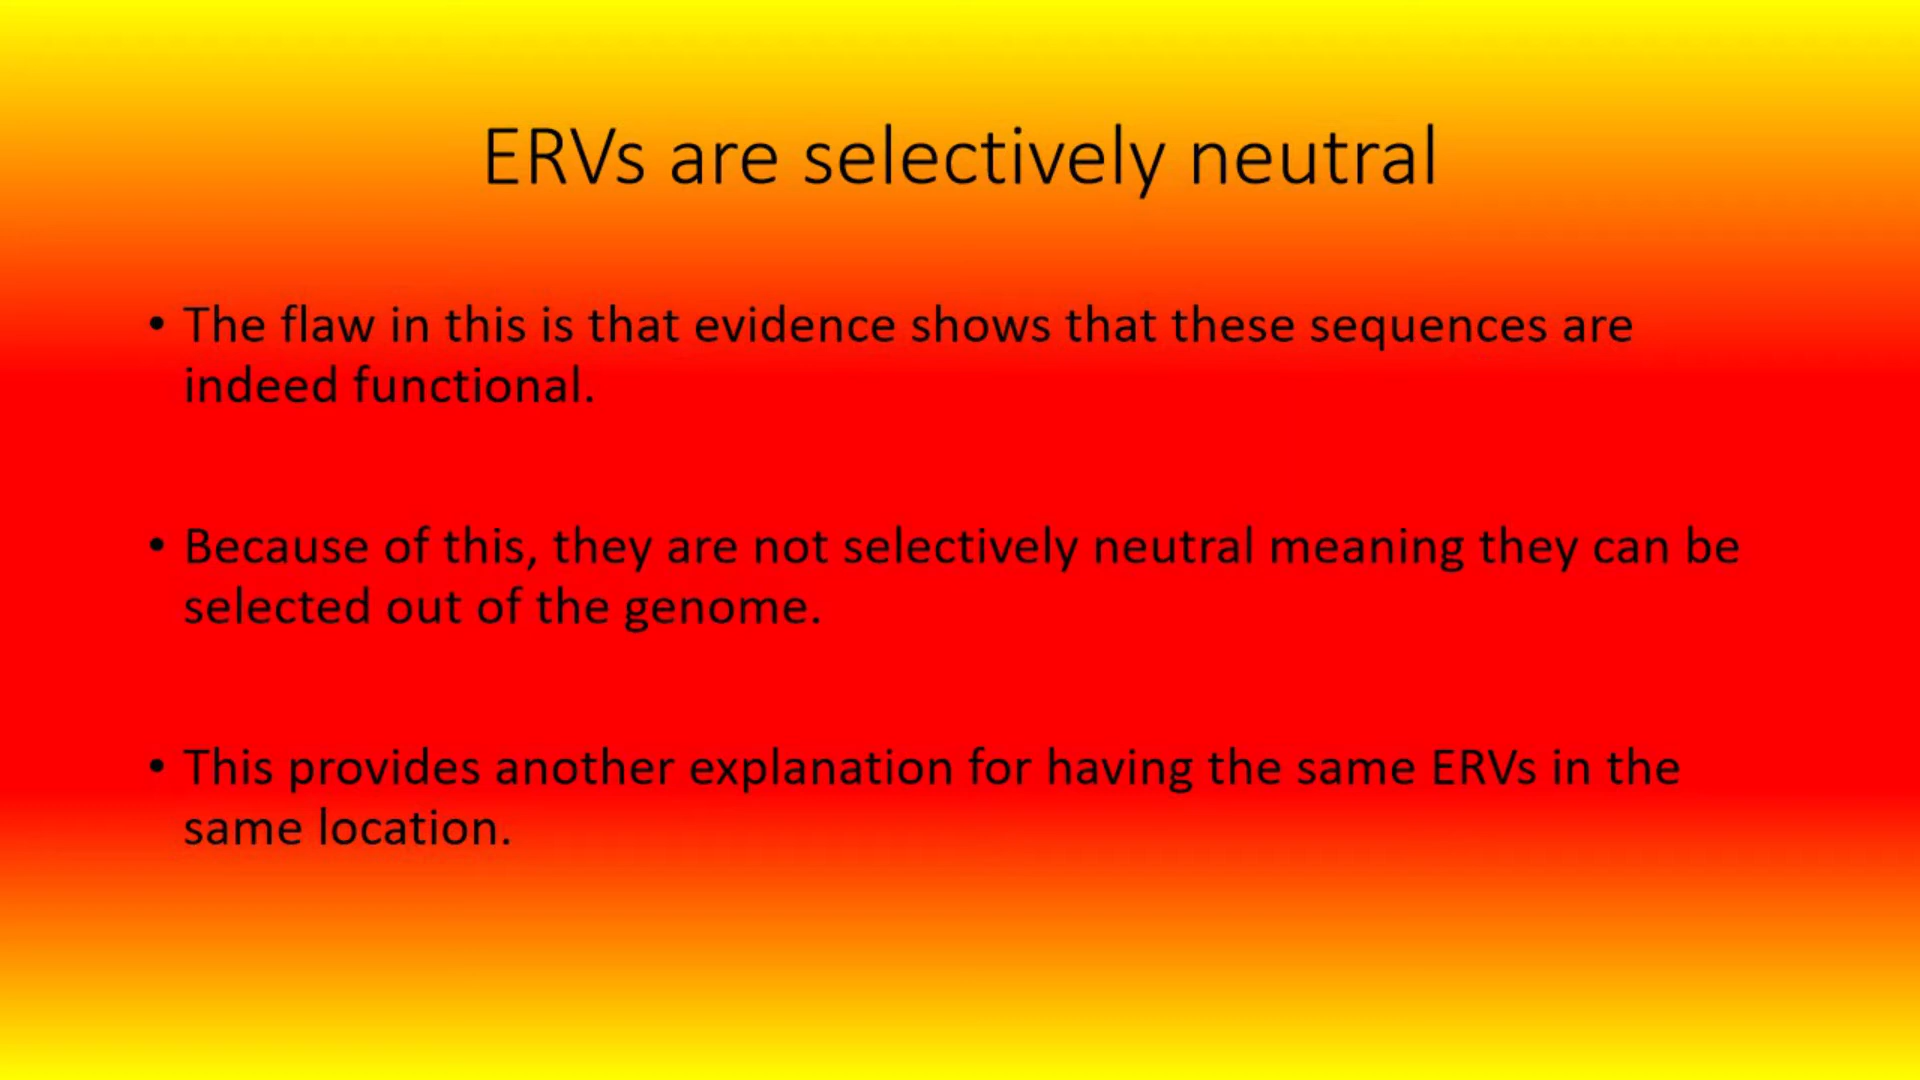 ERVs are selectively neutral
• The flaw in this is that evidence shows that these sequences are
indeed functional.
• Because of this, they are not selectively neutral meaning they can be
selected out of the genome.
• This provides another explanation for having the same ERVs in the
same location.